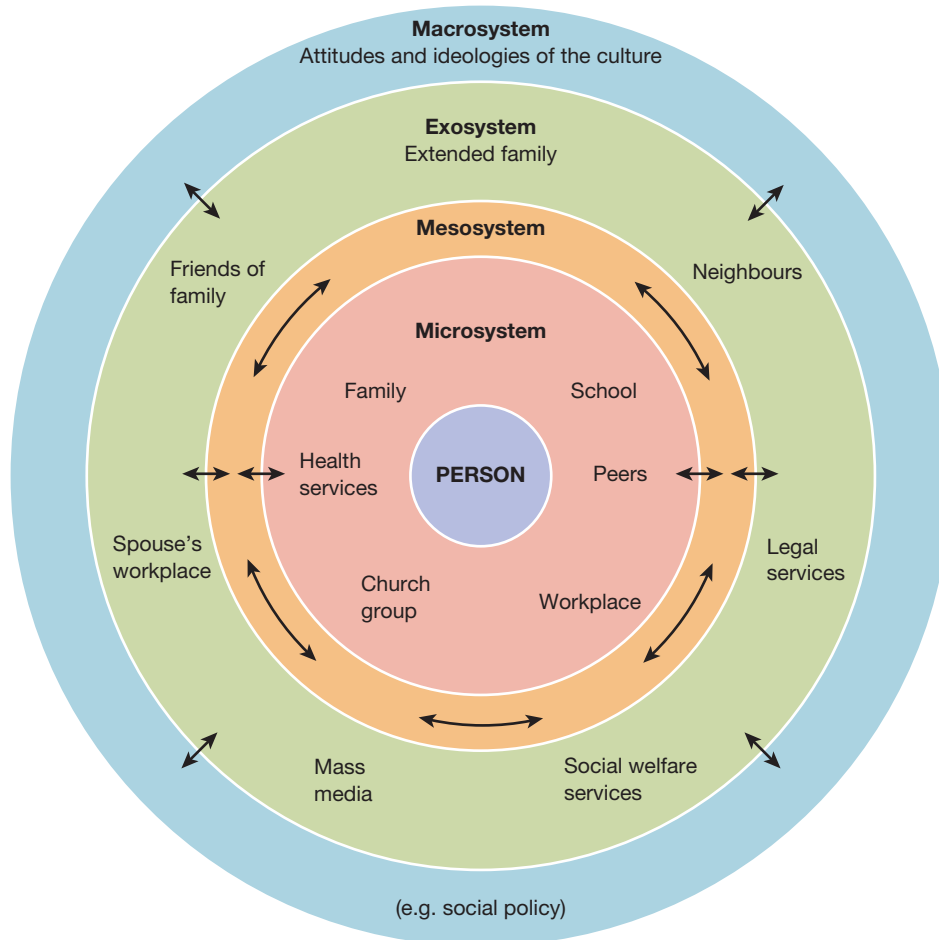 Macrosystem
Attitudes and ideologies of the culture
Exosystem
Extended family
Mesosystem
Friends of
family
Neighbours
Microsystem
Family
School
Health
services
PERSON
Peers
Spouse’s
workplace
Legal
services
Church
group
Workplace
Mass
media
Social welfare
services
(e.g. social policy)